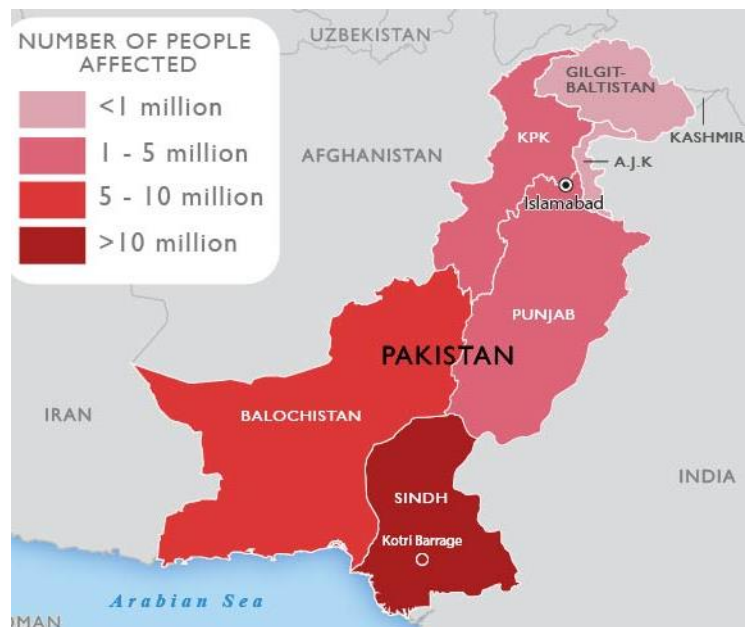 NUMBER OF PEOPLE
AFFECTED
<1 million
1 - 5 million
5 - 10 million
>10 million
UZBEKISTAN
GILGIT-
BALTISTAN
KASHMIR
KPK
A.J.K
AFGHANISTAN
Islamabad
PUNJAB
PAKISTAN
IRAN
BALOCHISTAN
INDIA
SINDH
Kotri Barrage
Arabian Sea
OMAN